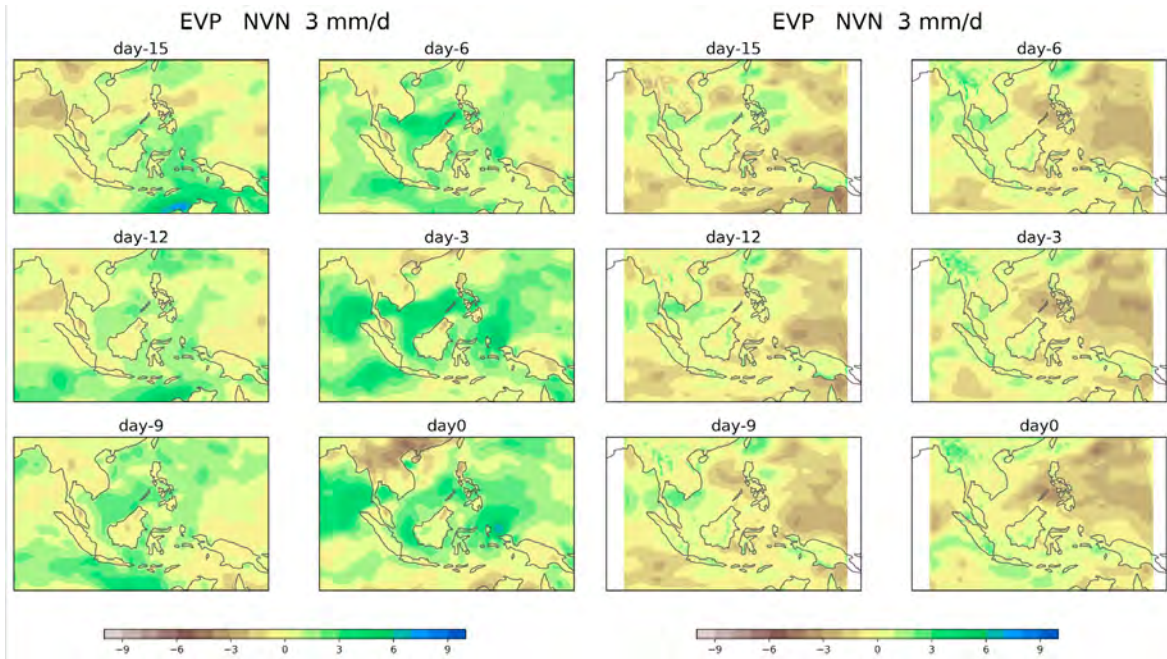 EVP NVN 3 mm/d
day-15 day-6
day-12 day-3
day-9 day0
−9 −6 −3 0 3 6 9
EVP NVN 3 mm/d
day-15 day-6
day-12 day-3
day-9 day0
−9 −6 −3 0 3 6 9